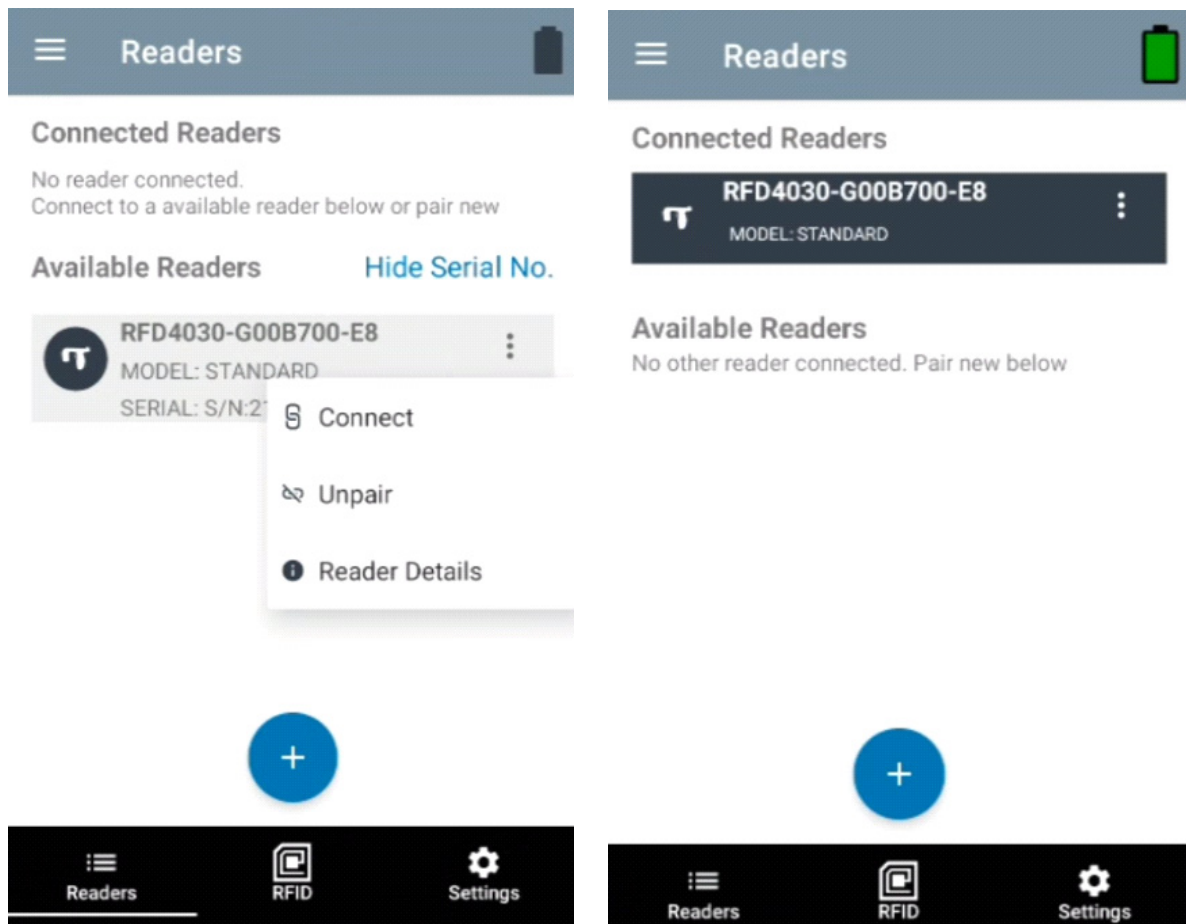 Readers
Connected Readers
No reader connected.
Connect to a available reader below or pair new
Available Readers
Hide Serial No.
RFD4030-G00B700-E8
MODEL: STANDARD
SERIAL: S/N:2
Connect
Unpair
Reader Details
+
Readers
RFID
Settings
Readers
Connected Readers
RFD4030-G00B700-E8
MODEL: STANDARD
Available Readers
No other reader connected. Pair new below
+
Readers
RFID
Settings